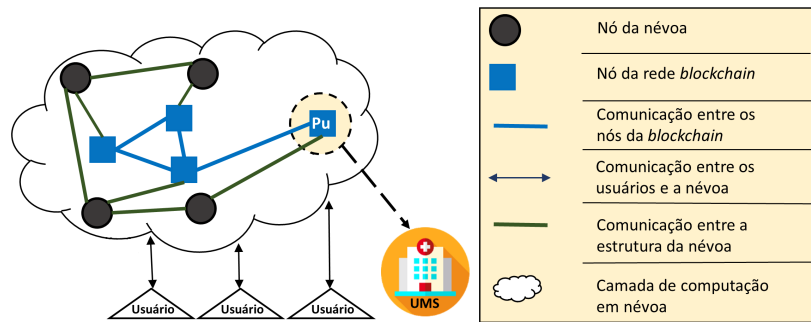 Pu
UMS
Usuário
Usuário
Usuário
Nó da névoa
Nó da rede blockchain
Comunicação entre os
nós da blockchain
Comunicação entre os
usuários e a névoa
Comunicação entre a
estrutura da névoa
Camada de computação
em névoa